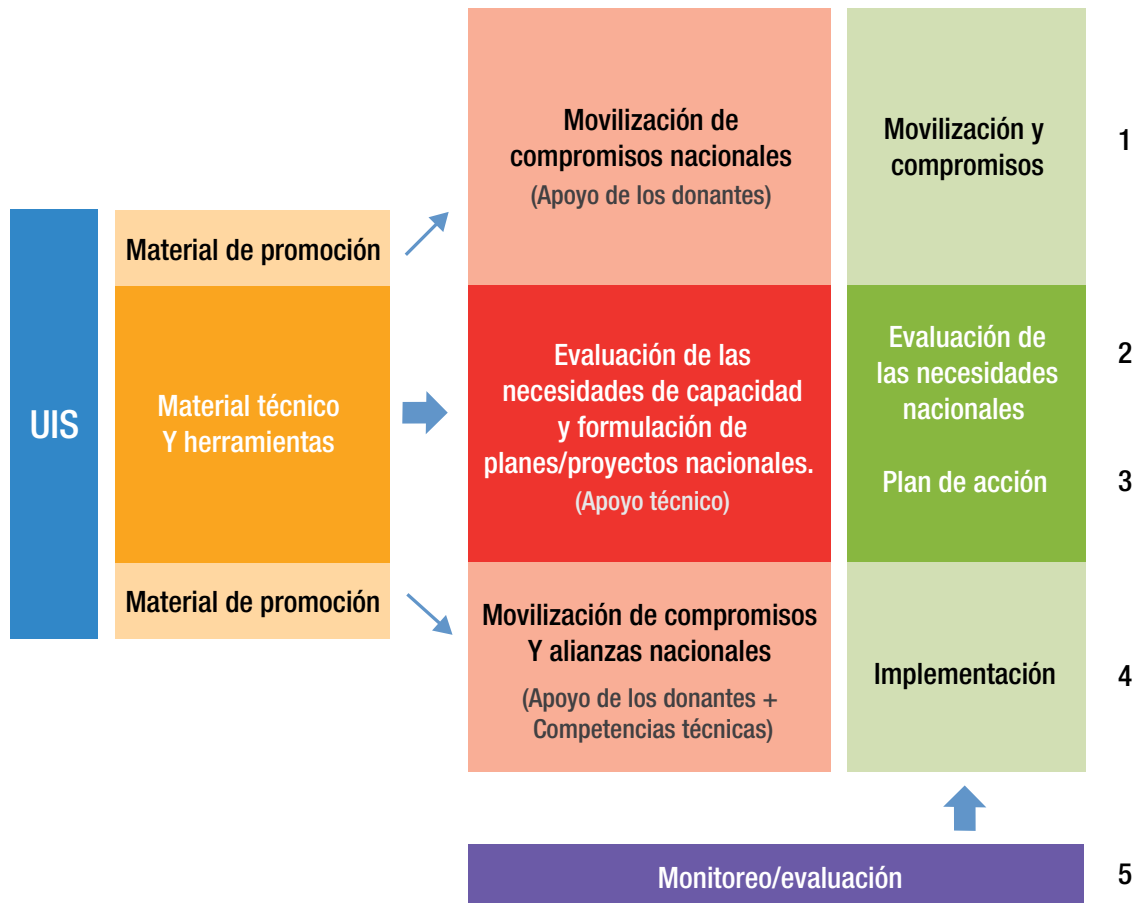 UIS
Material de promoción
Material técnico
Y herramientas
Material de promoción
Movilización de
compromisos nacionales
(Apoyo de los donantes)
Evaluación de las
necesidades de capacidad
y formulación de
planes/proyectos nacionales.
(Apoyo técnico)
Movilización de compromisos
Y alianzas nacionales
(Apoyo de los donantes +
Competencias técnicas)
Movilización y
compromisos
Evaluación de
las necesidades
nacionales
Plan de acción
Implementación
1
2
3
4
Monitoreo/evaluación
5